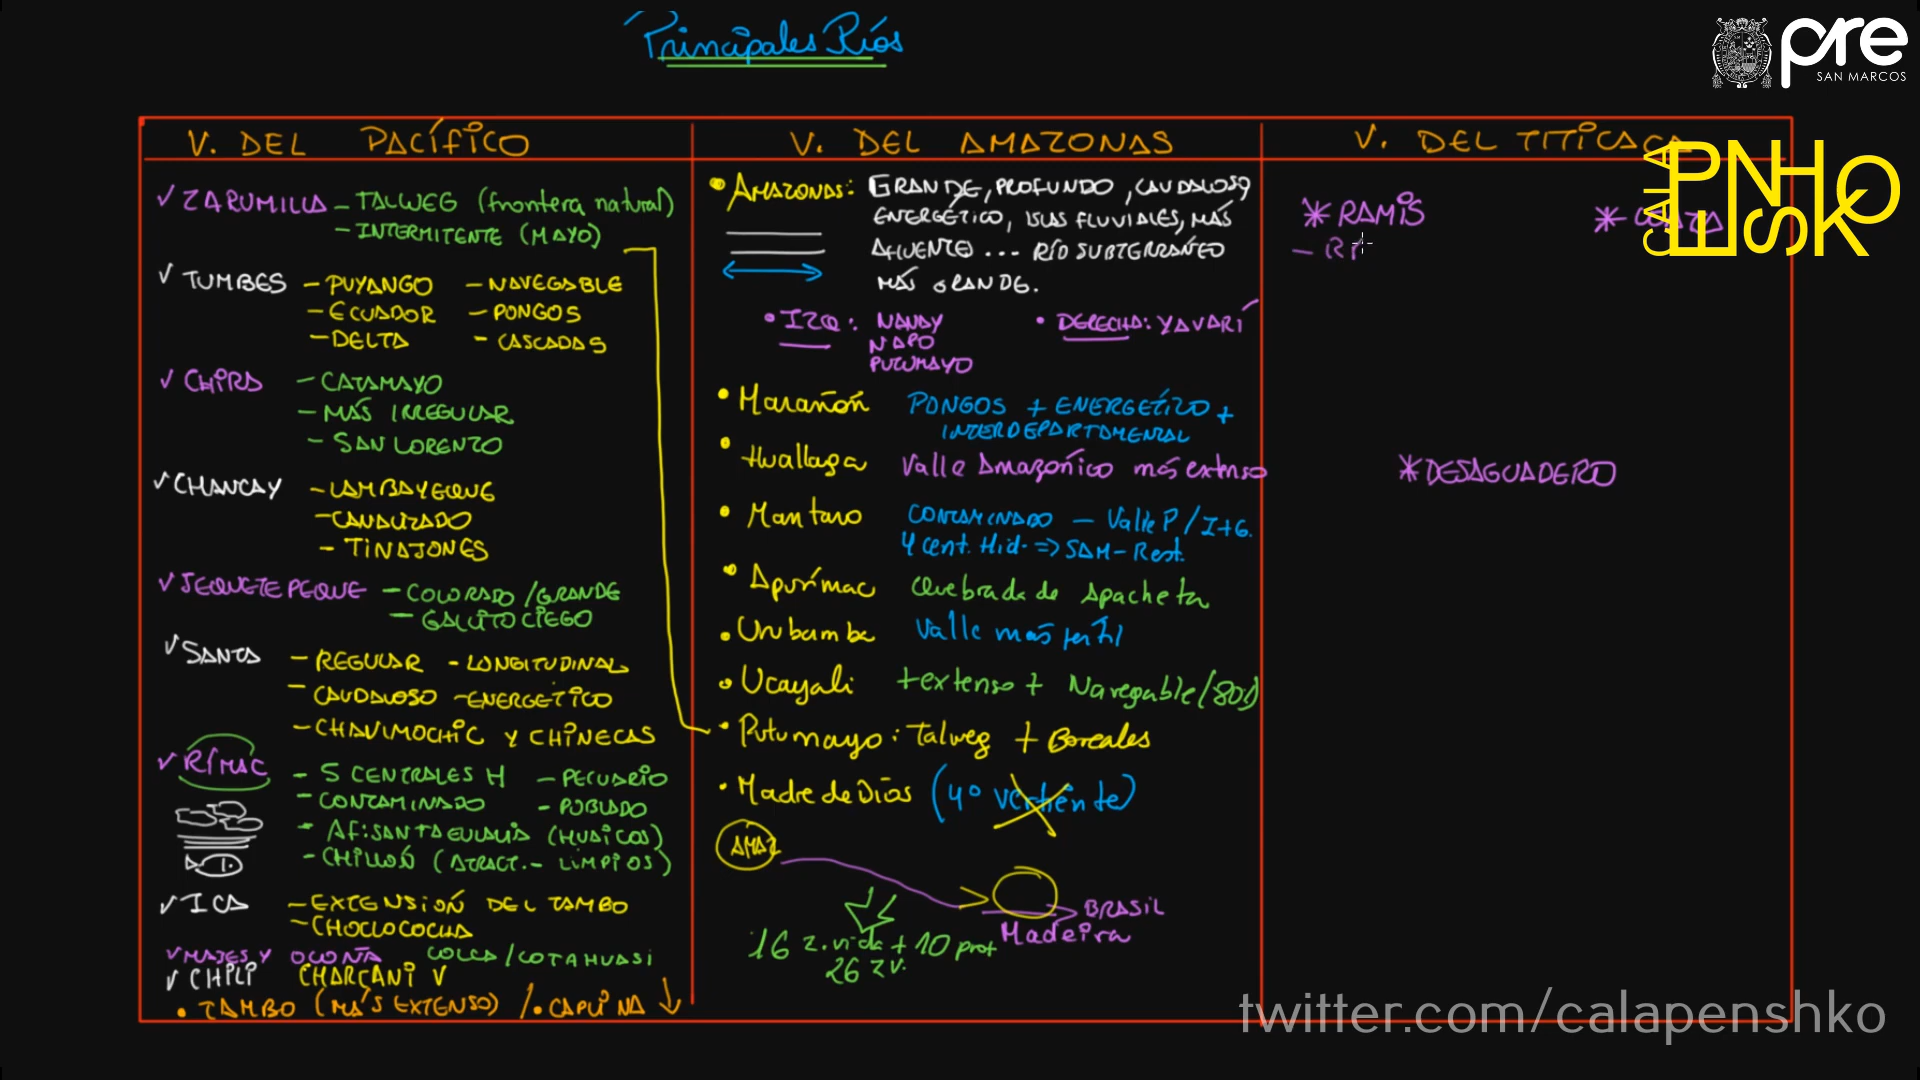 Principales Ríos
pre
SAN MARCOS
V. DEL PACÍFICO
✓ ZARUMILLA – TALWEG (frontera natural)
– INTERMITENTE (MAYO)
✓ TUMBES – PUYANGO – NAVEGABLE
– ECUADOR – PONGOS
– DELTA – CASCADAS
✓ CHIRA – CATAMAYO
– MÁS IRREGULAR
– SAN LORENZO
✓ CHANCAY – LAMBAYEQUE
– CANALIZADO
– TINAJONES
✓ JEQUETEPEQUE – COLORADO / GRANDE
– GALLITO CIEGO
✓ SANTA – REGULAR – LONGITUDINAL
– CAUDALOSO – ENERGÉTICO
– CHAVIMOCHIC Y CHINECAS
✓ RÍMAC – 5 CENTRALES H – PECUARIO
– CONTAMINADO – POBLADO
– AF: SANTA EULALIA (HUAICOS)
– CHILLÓN (ATRACT. – LIMPIOS)
✓ ICA – EXTENSIÓN DEL TAMBO
– CHOCLOCOCHA
✓ MAJES Y OCOÑA COLCA / COTAHUASI
✓ CHILI CHARCANI V
• TAMBO (MÁS EXTENSO) / • CAPLINA ↓
V. DEL AMAZONAS
• AMAZONAS: GRANDE, PROFUNDO, CAUDALOSO,
ENERGÉTICO, ISLAS FLUVIALES, MÁS
AFLUENTE ... RÍO SUBTERRÁNEO
MÁS GRANDE.
• IZQ: NANAY
NAPO
PUTUMAYO
• DERECHA: YAVARÍ
• Marañón PONGOS + ENERGÉTICO +
INTERDEPARTAMENTAL
• Huallaga Valle Amazónico más extenso
• Mantaro CONTAMINADO – Valle P / I+G.
4 cent. Hid. => SAM – Rest.
• Apurímac Quebrada de Apacheta
• Urubamba Valle más fértil
• Ucayali + extenso + Navegable (80%)
• Putumayo: Talweg + Boreales
• Madre de Dios (4º vertiente)
AMAZ
BRASIL
Madeira
16 z. vida + 10 prof
26 z v.
V. DEL TITICACA
* RAMIS
* COATA
– RA
* DESAGUADERO
CALA
PENSHKO
twitter.com/calapenshko